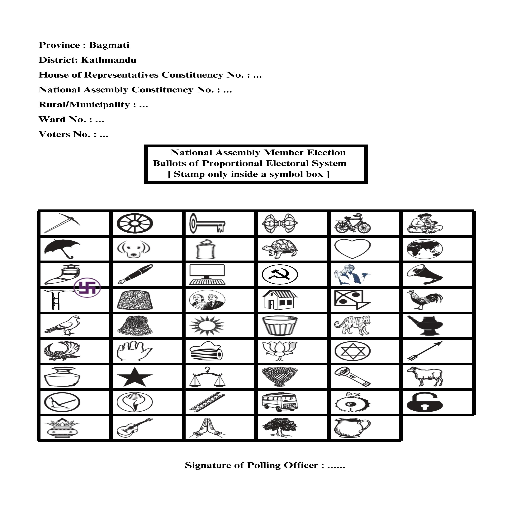 Province : Bagmati
District: Kathmandu
House of Representatives Constituency No. : ...
National Assembly Constituency No. : ...
Rural/Municipality : ...
Ward No. : ...
Voters No. : ...
National Assembly Member Election
Ballots of Proportional Electoral System
[ Stamp only inside a symbol box ]
Signature of Polling Officer : ......